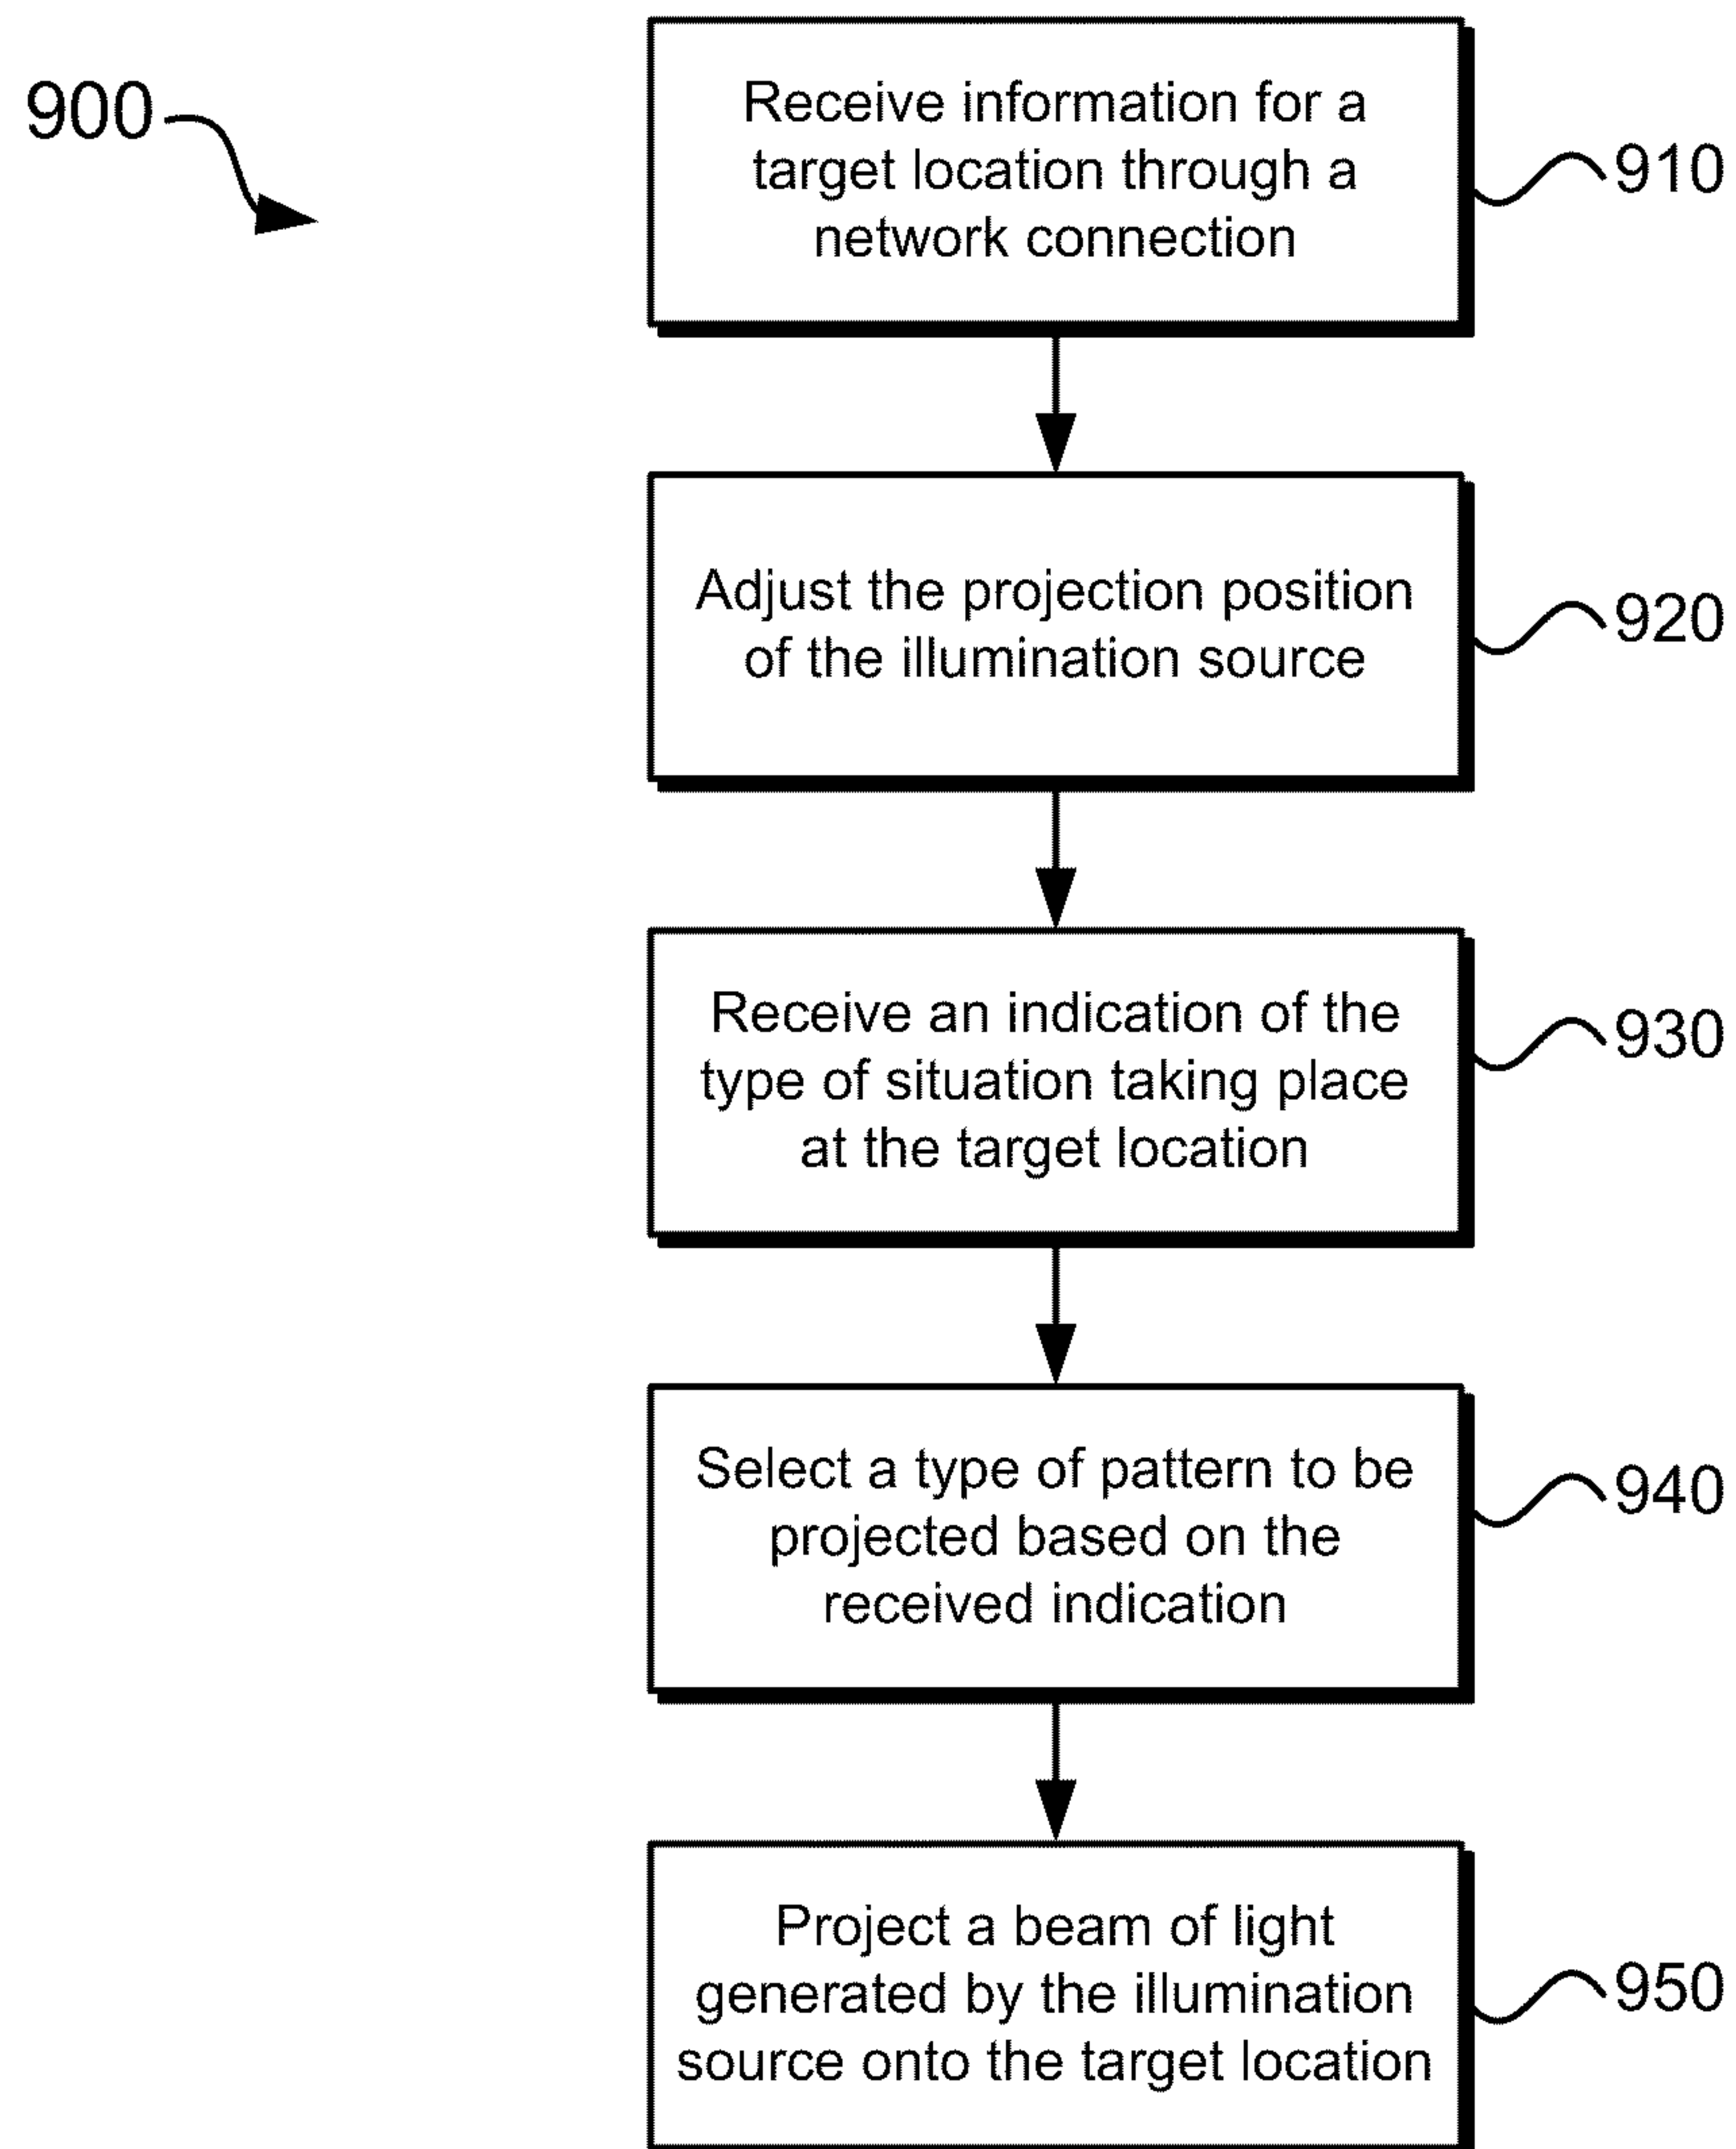 900
Receive information for a
target location through a
network connection
910
Adjust the projection position
of the illumination source
920
Receive an indication of the
type of situation taking place
at the target location
930
Select a type of pattern to be
projected based on the
received indication
940
Project a beam of light
generated by the illumination
source onto the target location
950